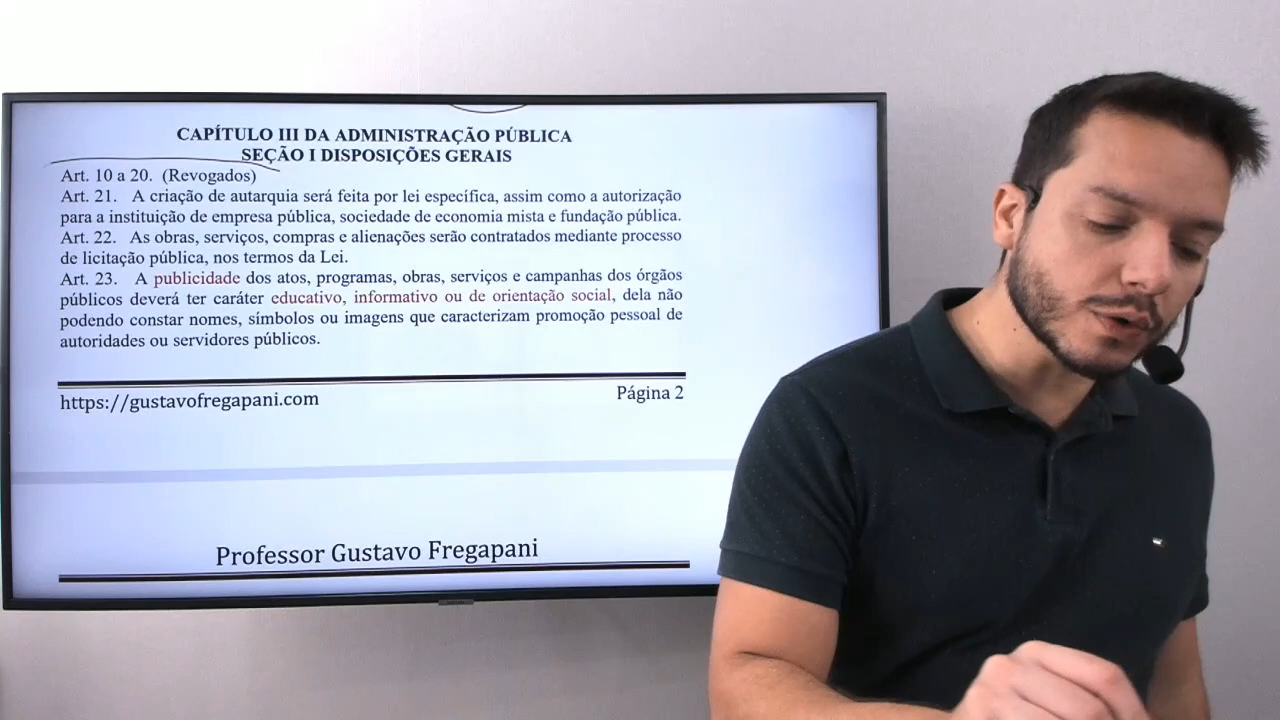 CAPÍTULO III DA ADMINISTRAÇÃO PÚBLICA
SEÇÃO I DISPOSIÇÕES GERAIS
Art. 10 a 20. (Revogados)
Art. 21. A criação de autarquia será feita por lei específica, assim como a autorização
para a instituição de empresa pública, sociedade de economia mista e fundação pública.
Art. 22. As obras, serviços, compras e alienações serão contratados mediante processo
de licitação pública, nos termos da Lei.
Art. 23. A publicidade dos atos, programas, obras, serviços e campanhas dos órgãos
públicos deverá ter caráter educativo, informativo ou de orientação social, dela não
podendo constar nomes, símbolos ou imagens que caracterizam promoção pessoal de
autoridades ou servidores públicos.
https://gustavofregapani.com
Página 2
Professor Gustavo Fregapani